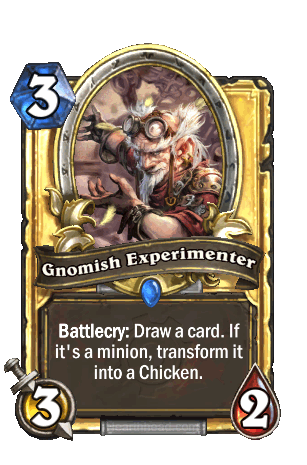 3
Gnomish Experimenter
Battlecry: Draw a card. If
it's a minion, transform it
into a Chicken.
3
2